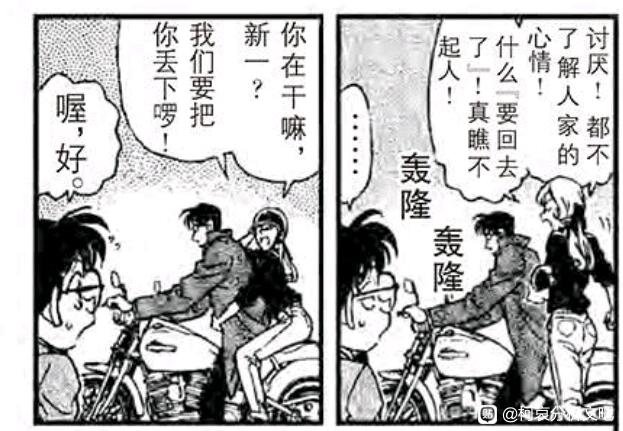 讨厌！都不
了解人家的
心情！
什么『要回去
了』！真瞧不
起人！
……
轰隆
轰隆
你在干嘛，
新一？
我们要把
你丢下啰！
喔，好。